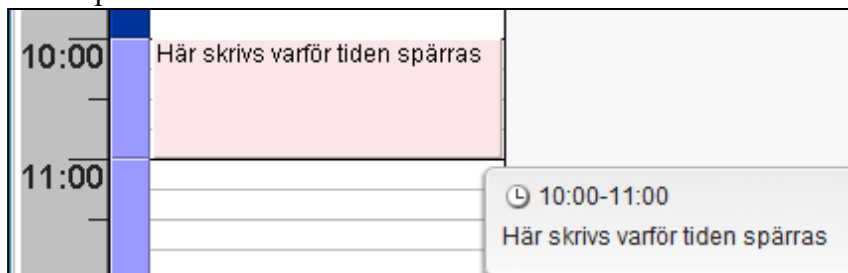 10:00 Här skrivs varför tiden spärras
11:00
10:00-11:00
Här skrivs varför tiden spärras